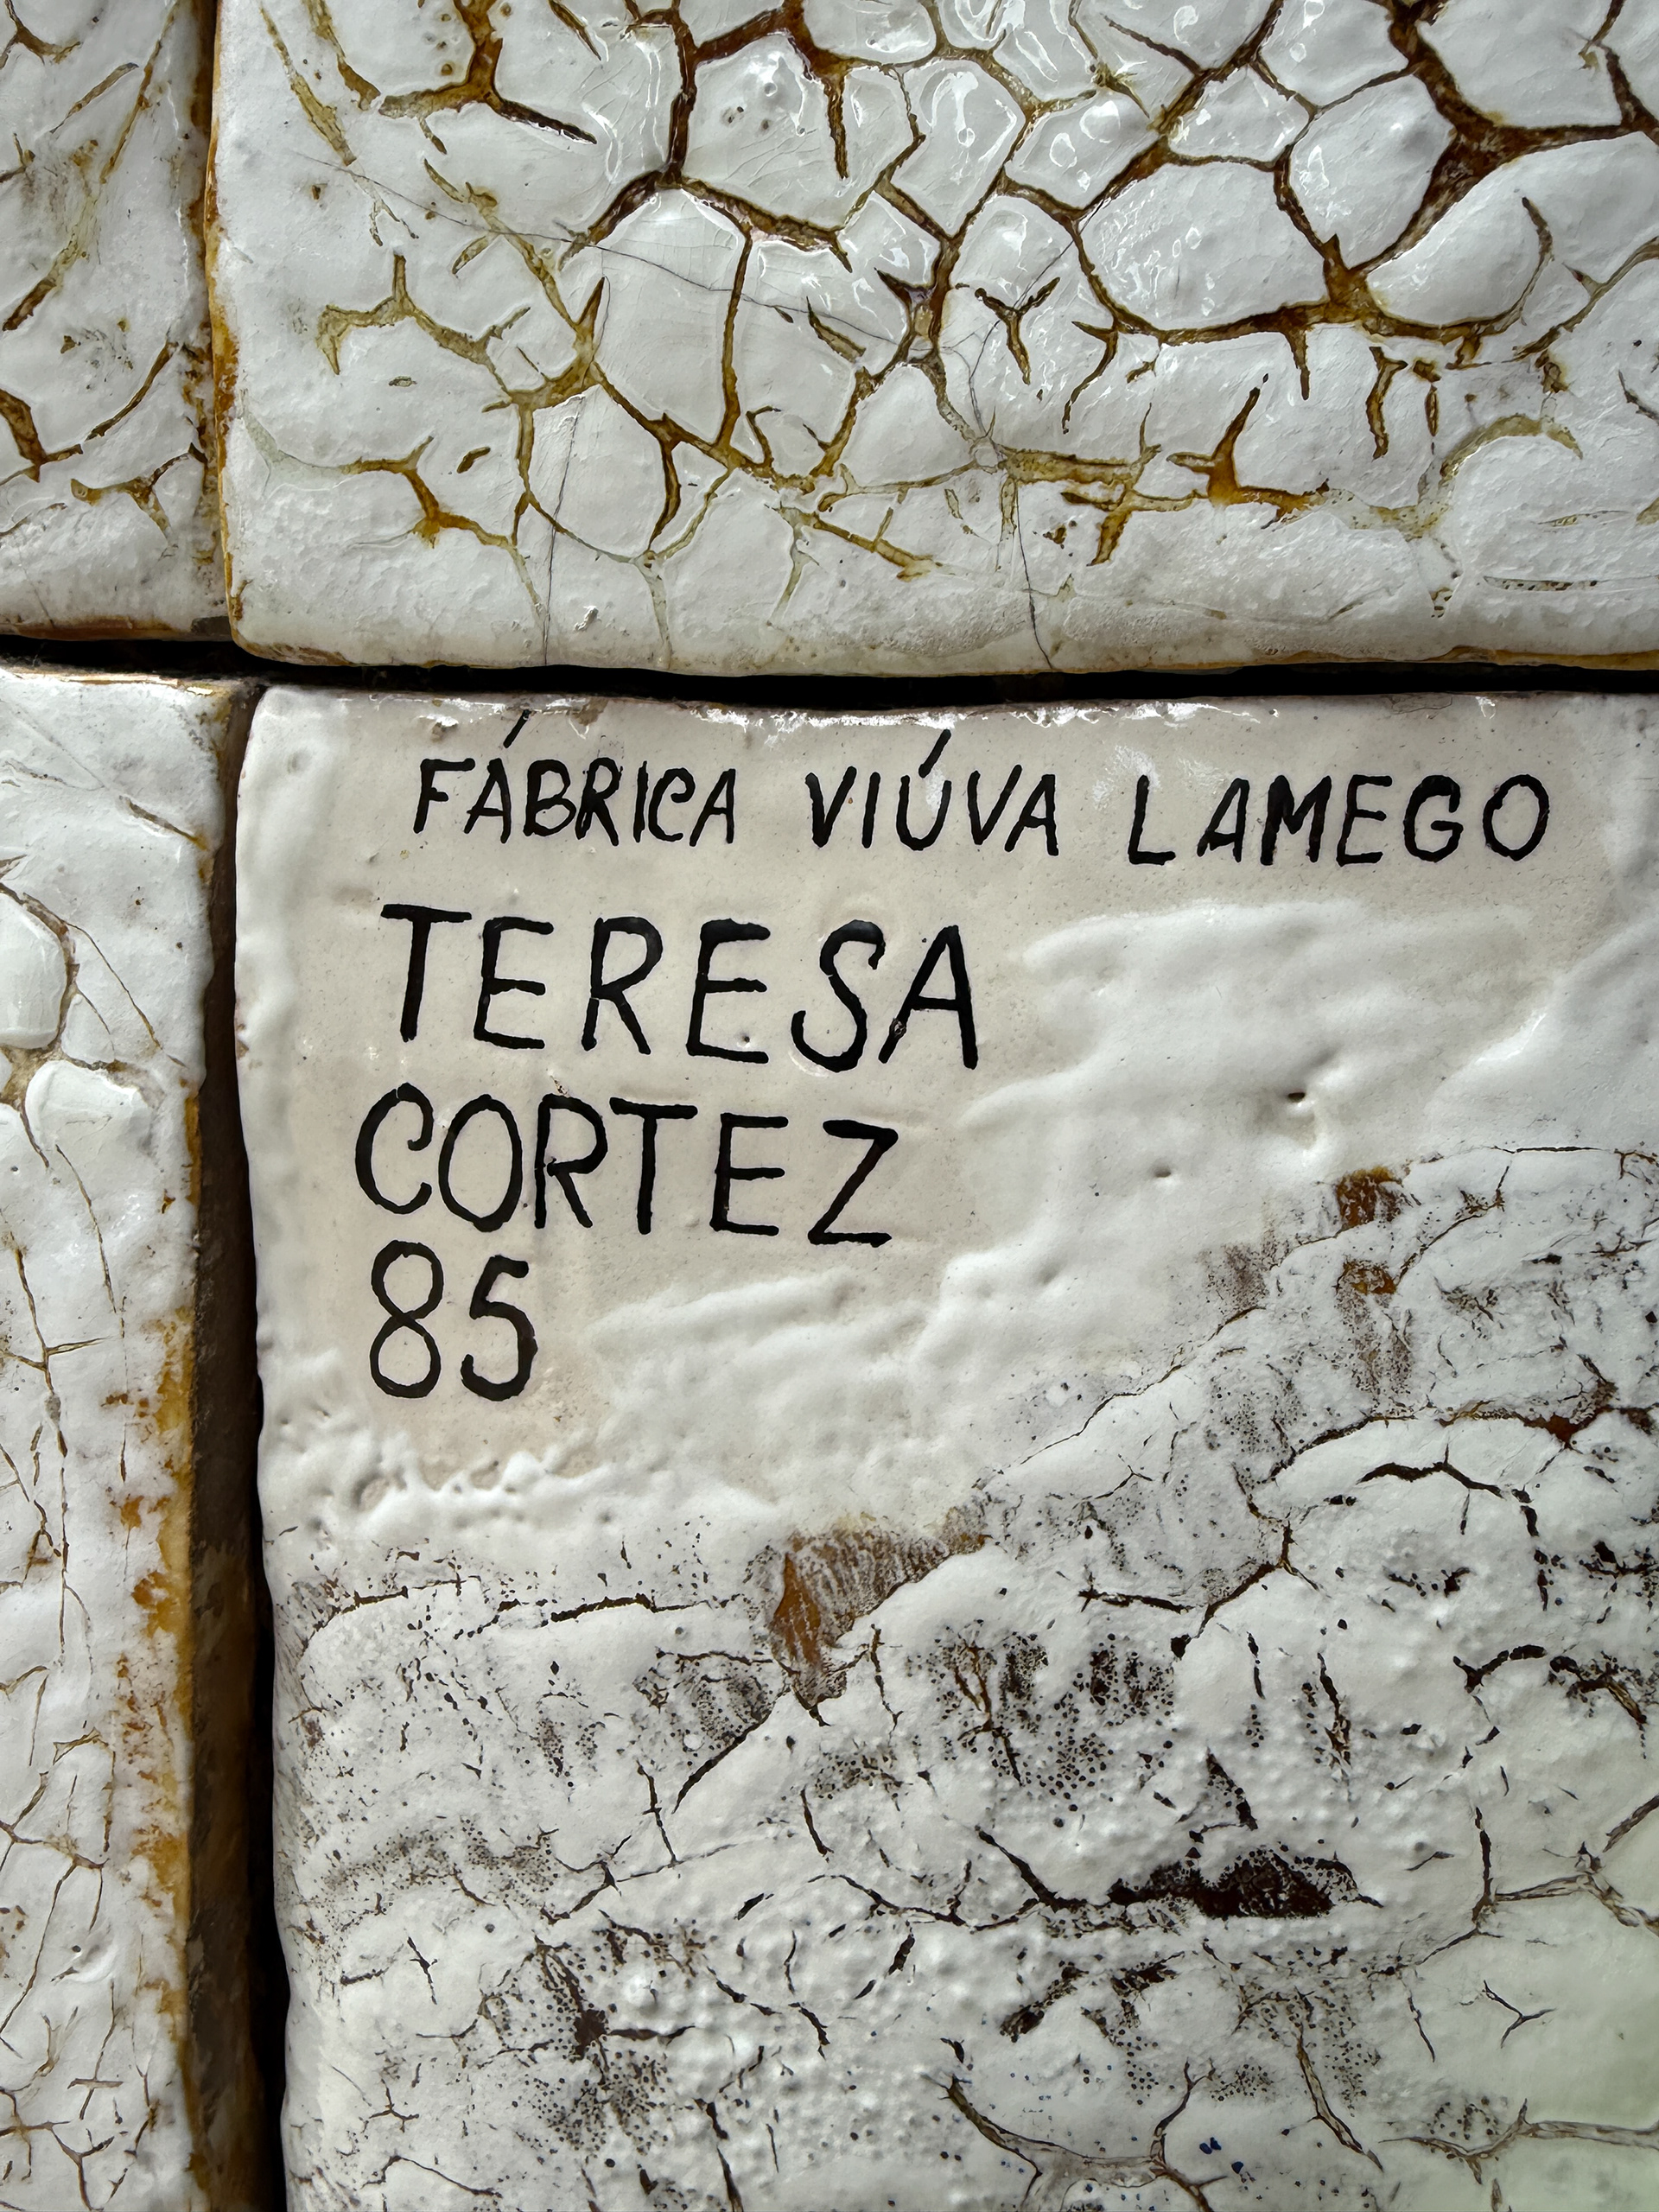 FÁBRICA VIÚVA LAMEGO
TERESA
CORTEZ
85